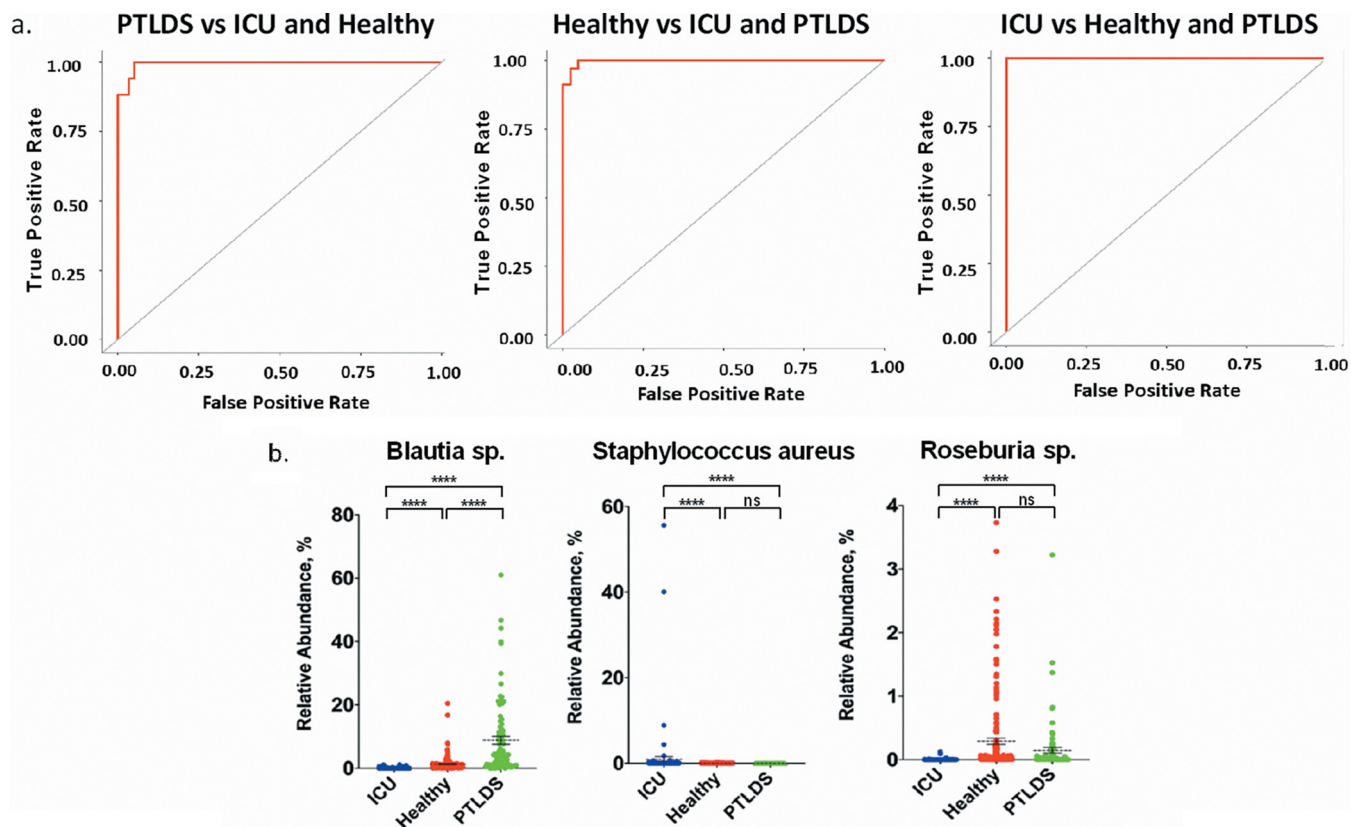 a.
PTLDS vs ICU and Healthy
Healthy vs ICU and PTLDS
ICU vs Healthy and PTLDS
True Positive Rate
1.00
0.75
0.50
0.25
0.00
0.00 0.25 0.50 0.75 1.00
False Positive Rate
True Positive Rate
1.00
0.75
0.50
0.25
0.00
0.00 0.25 0.50 0.75 1.00
False Positive Rate
True Positive Rate
1.00
0.75
0.50
0.25
0.00
0.00 0.25 0.50 0.75 1.00
False Positive Rate
b.
Blautia sp.
****
**** ****
Relative Abundance, %
80
60
40
20
0
ICU Healthy PTLDS
Staphylococcus aureus
****
**** ns
Relative Abundance, %
60
40
20
0
ICU Healthy PTLDS
Roseburia sp.
****
**** ns
Relative Abundance, %
4
3
2
1
0
ICU Healthy PTLDS